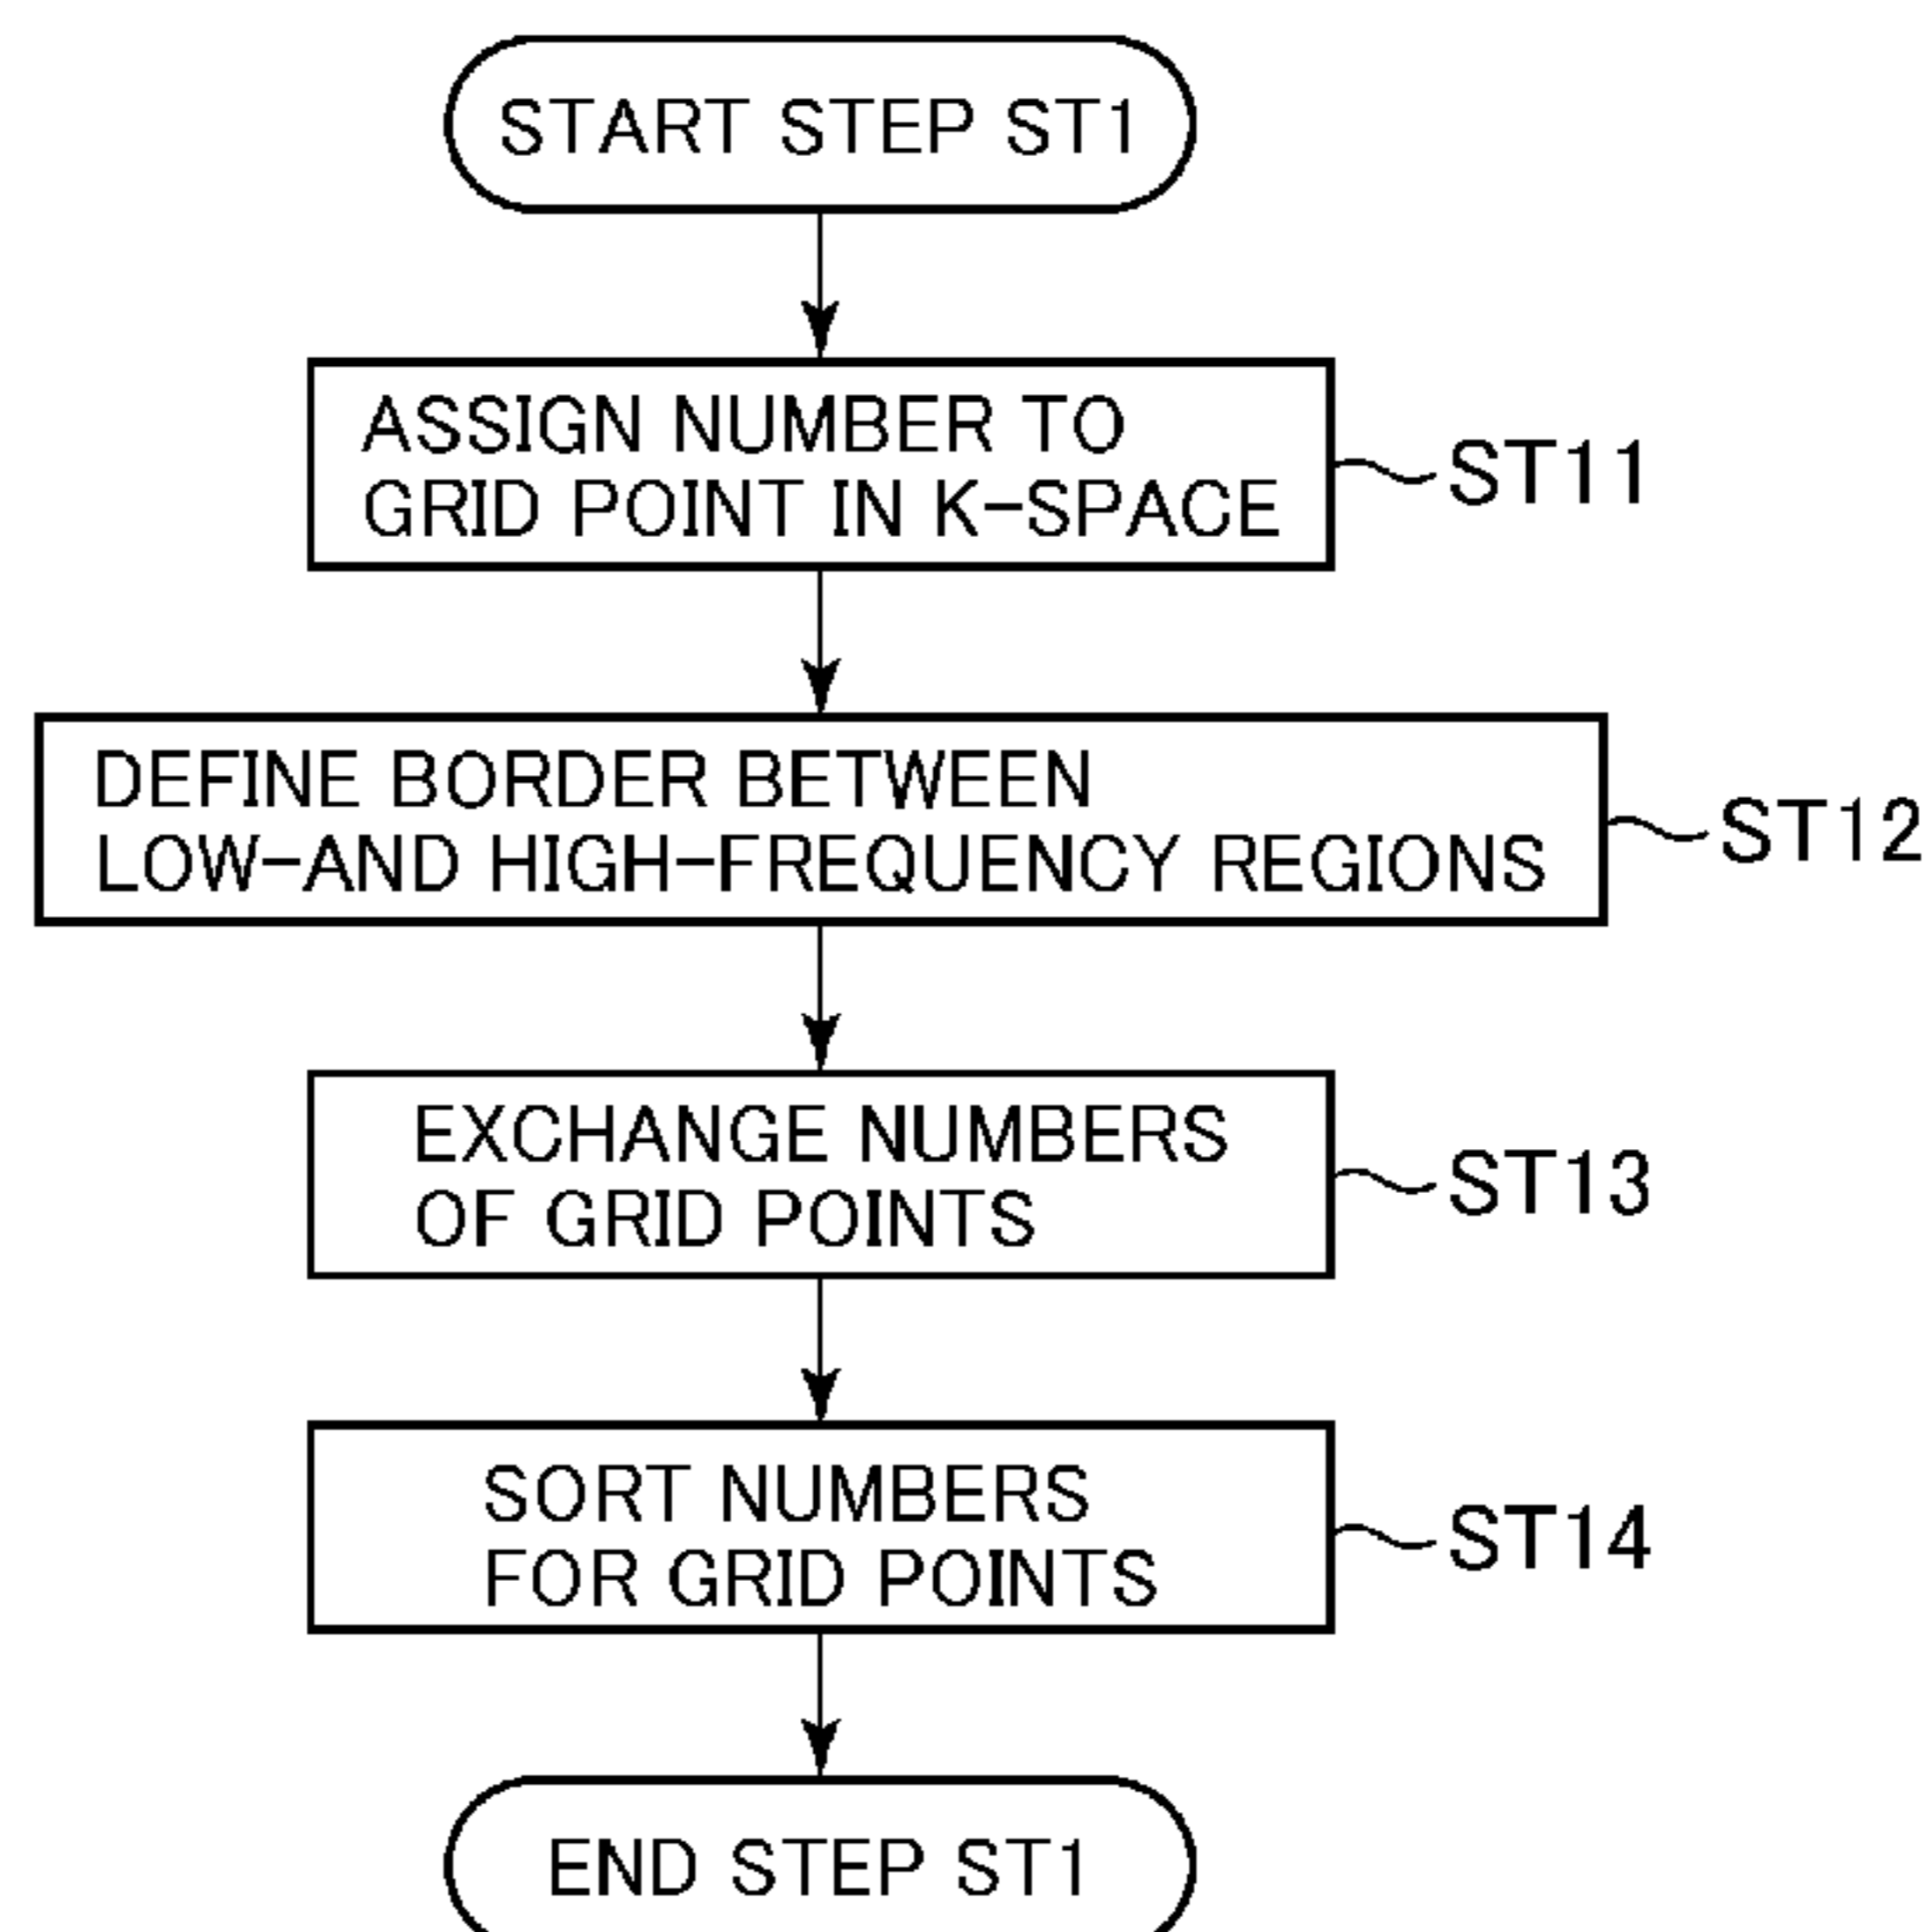 START STEP ST1
ASSIGN NUMBER TO
GRID POINT IN K-SPACE
ST11
DEFINE BORDER BETWEEN
LOW-AND HIGH-FREQUENCY REGIONS
ST12
EXCHANGE NUMBERS
OF GRID POINTS
ST13
SORT NUMBERS
FOR GRID POINTS
ST14
END STEP ST1